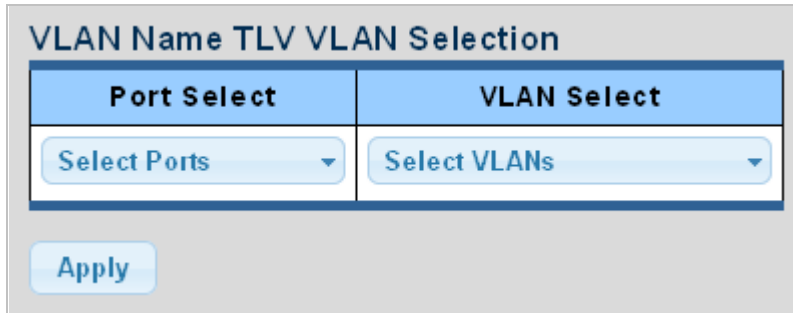 VLAN Name TLV VLAN Selection
Port Select VLAN Select
Select Ports Select VLANs
Apply